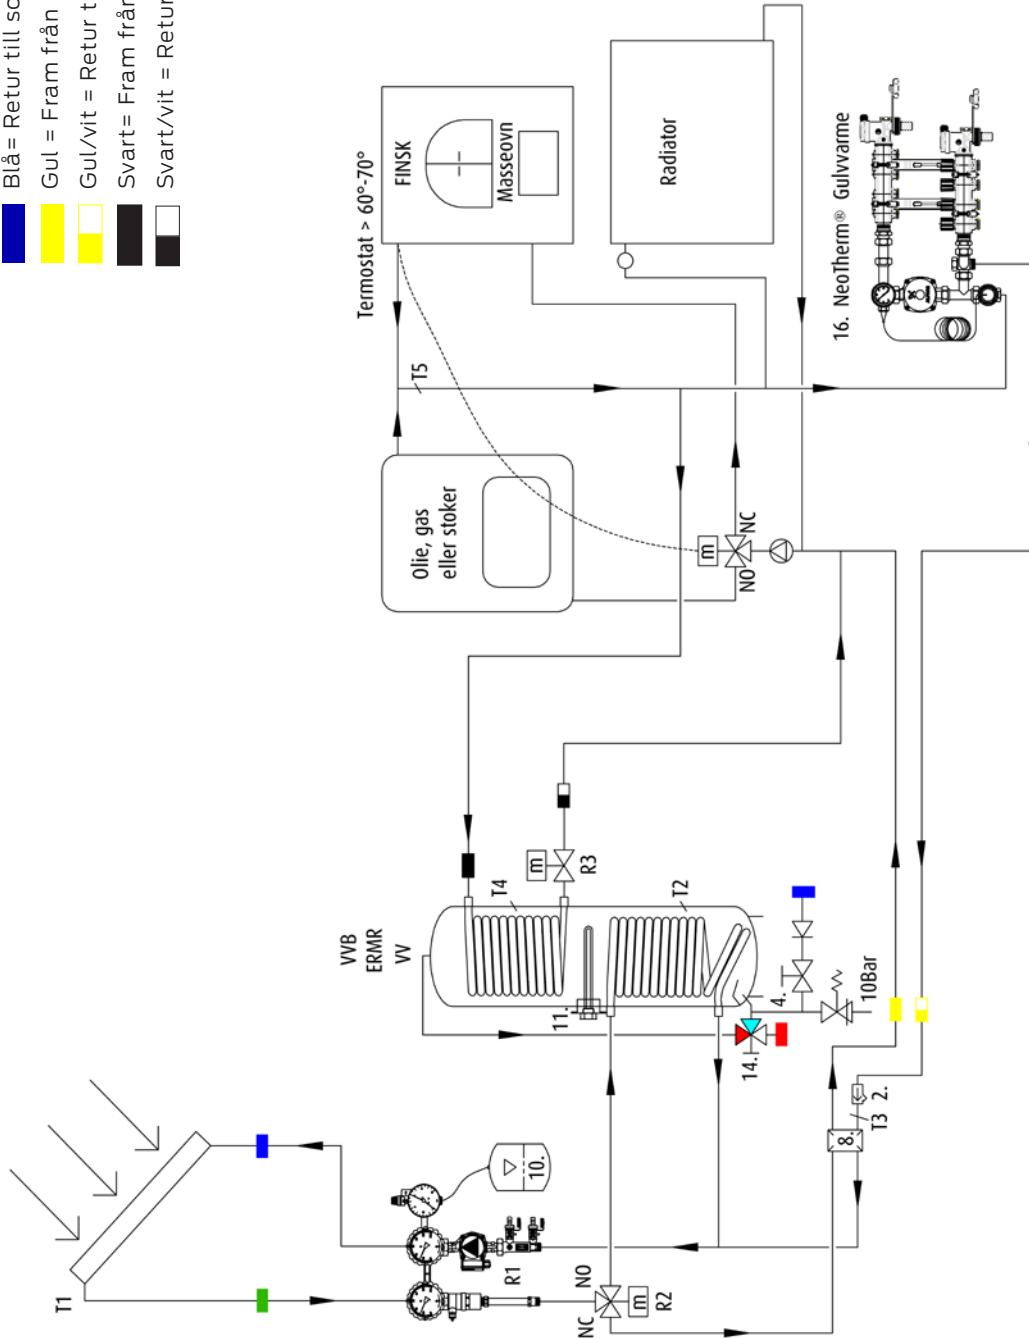 Blå= Retur till
Gul = Fram från
Gul/vit = Retur
Svart= Fram från
Svart/vit = Retur
Termostat > 60°-70°
FINSK
Masseovn
Radiator
16. NeoTherm® Gulvvarme
T5
Olie, gas
eller stoker
m
NC
NO
VVB
ERMR
VV
T4
m
R3
T2
11.
4.
10Bar
14.
T1
10.
R1
NO
NC
m
R2
8.
T3
2.